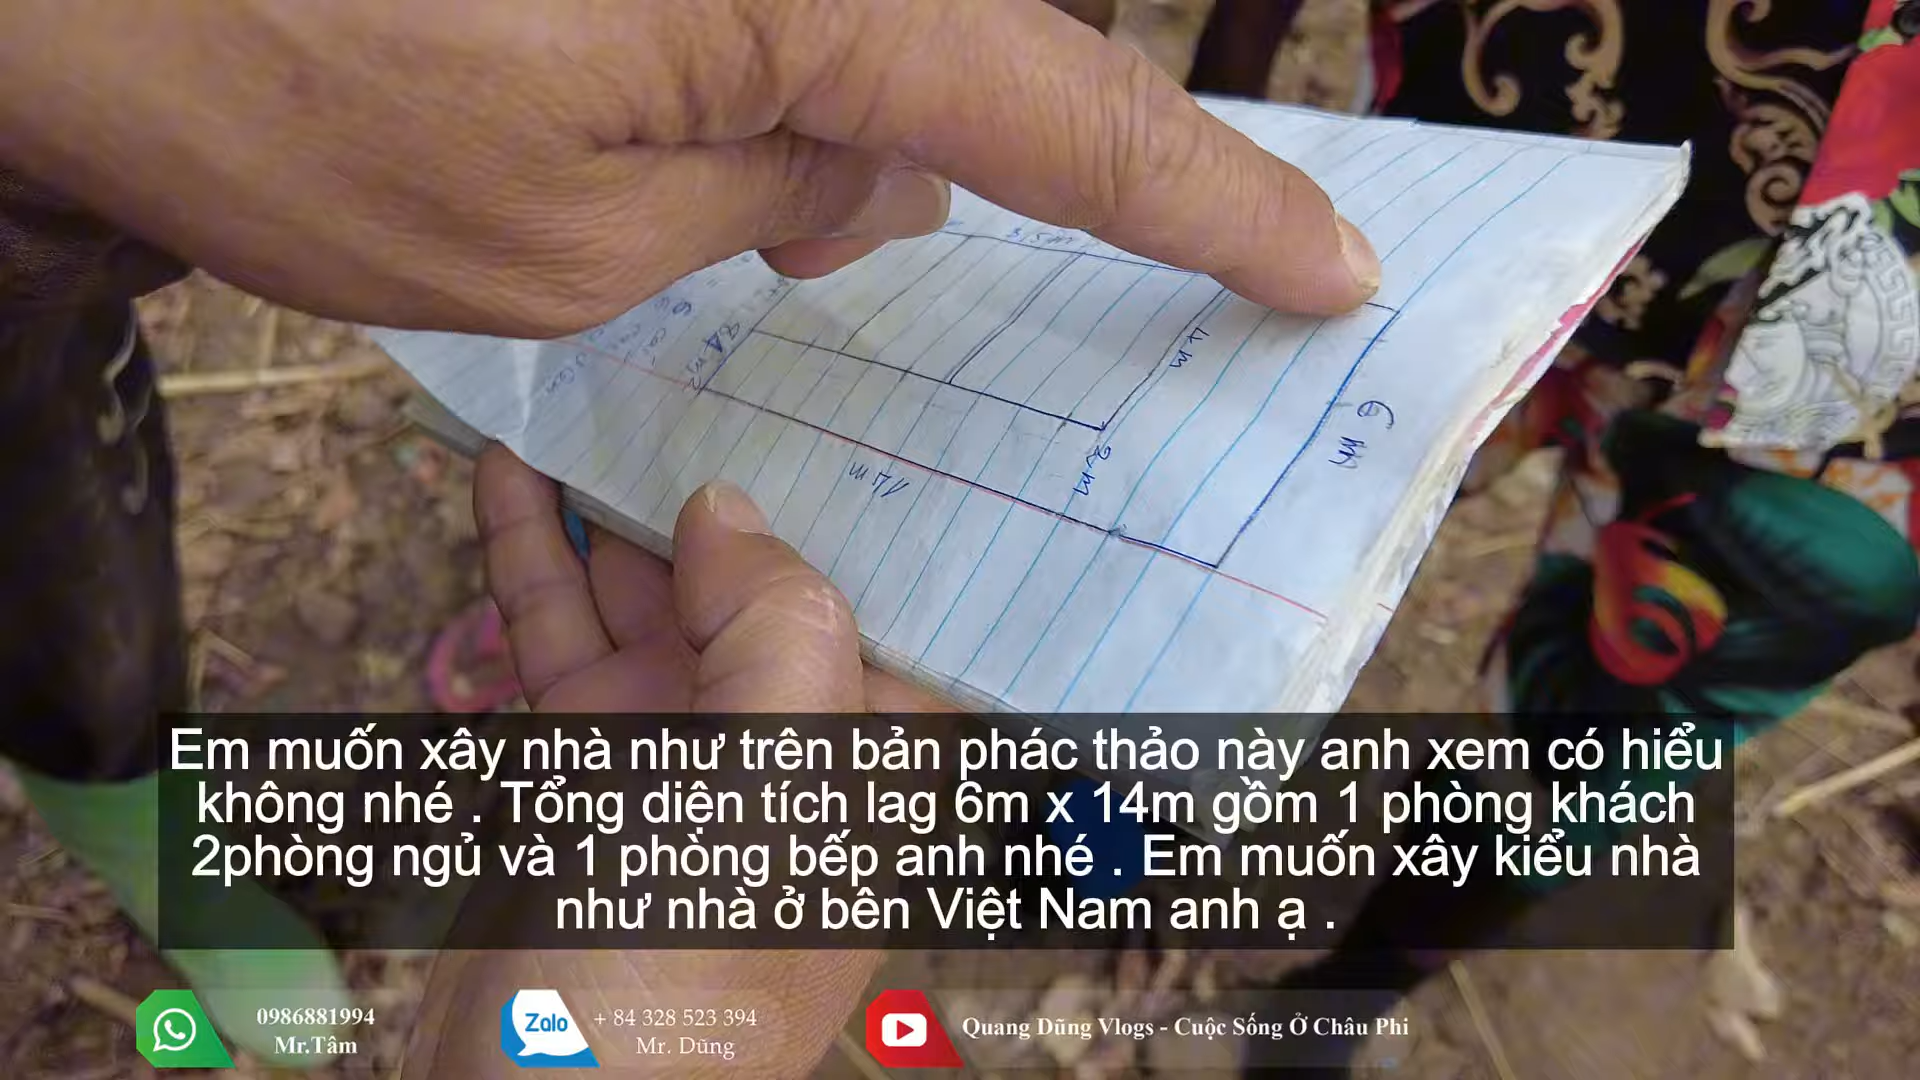 3,5m
4m
6m
84m2
2m
14m
Em muốn xây nhà như trên bản phác thảo này anh xem có hiểu
không nhé . Tổng diện tích lag 6m x 14m gồm 1 phòng khách
2phòng ngủ và 1 phòng bếp anh nhé . Em muốn xây kiểu nhà
như nhà ở bên Việt Nam anh ạ .
0986881994
Mr.Tâm
Zalo
+ 84 328 523 394
Mr. Dũng
Quang Dũng Vlogs - Cuộc Sống Ở Châu Phi